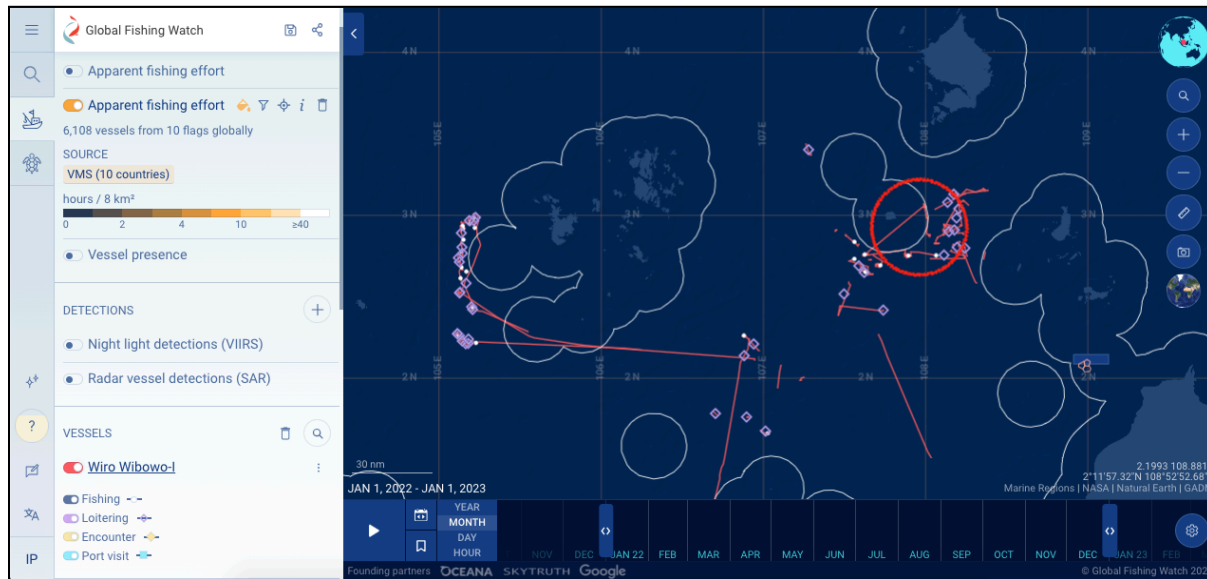 Global Fishing Watch
Apparent fishing effort
Apparent fishing effort
6,108 vessels from 10 flags globally
SOURCE
VMS (10 countries)
hours / 8 km²
0 2 4 10 ≥40
Vessel presence
DETECTIONS
Night light detections (VIIRS)
Radar vessel detections (SAR)
VESSELS
Wiro Wibowo-I
Fishing
Loitering
Encounter
Port visit
?
IP
4 N 4 N 4 N
105 E 106 E 107 E 108 E 109 E
3 N 3 N 3 N
2 N 2 N 2 N 2 N
105 E 106 E 107 E 108 E 109 E
30 nm
2.1993 108.881
2°11'57.32"N 108°52'52.68"
JAN 1, 2022 - JAN 1, 2023
Marine Regions | NASA | Natural Earth | GADM
YEAR
MONTH
DAY
HOUR
NOV DEC JAN 22 FEB MAR APR MAY JUN JUL AUG SEP OCT NOV DEC JAN 23 FEB
Founding partners OCEANA SKYTRUTH Google
© Global Fishing Watch 202